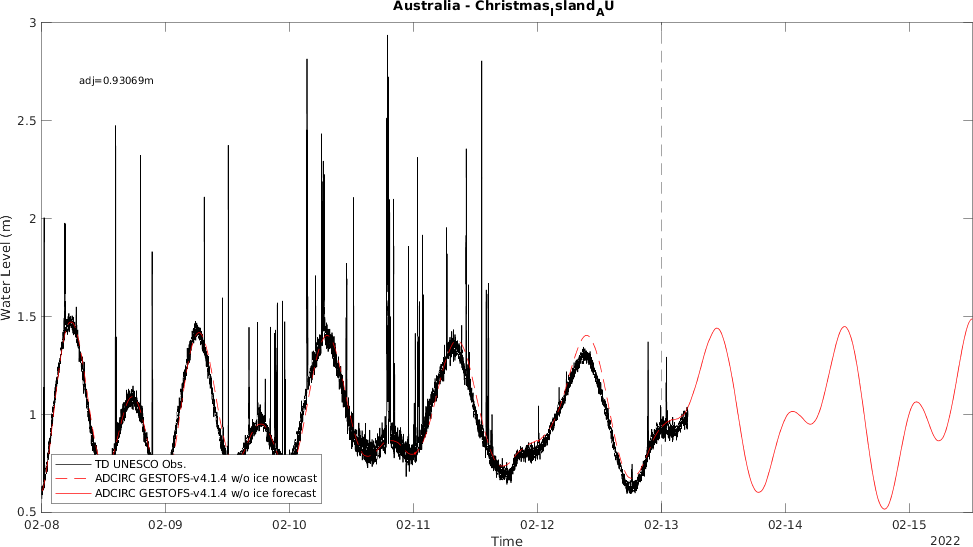 Australia - Christmas_Island_AU
3
adj=0.93069m
2.5
2
1.5
1
0.5
Water Level (m)
TD UNESCO Obs.
ADCIRC GESTOFS-v4.1.4 w/o ice nowcast
ADCIRC GESTOFS-v4.1.4 w/o ice forecast
02-08 02-09 02-10 02-11 02-12 02-13 02-14 02-15
Time
2022